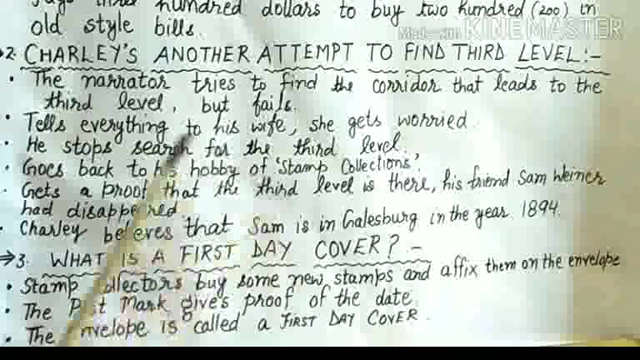 three hundred dollars to buy two hundred (200) in
old style bills.
Made with KINE MASTER
→2. CHARLEY'S ANOTHER ATTEMPT TO FIND THIRD LEVEL:-
• The narrator tries to find the corridor that leads to the
third level, but fails.
• Tells everything to his wife, she gets worried.
• He stops search for the third level.
• Goes back to his hobby of 'Stamp Collections'.
• Gets a proof that the third level is there, his friend Sam Weiner
had disappeared.
• Charley believes that Sam is in Galesburg in the year 1894.
→3. WHAT IS A FIRST DAY COVER? -
• Stamp collectors buy some new stamps and affix them on the envelope
• The Post Mark give's proof of the date.
• The Envelope is called a FIRST DAY COVER.